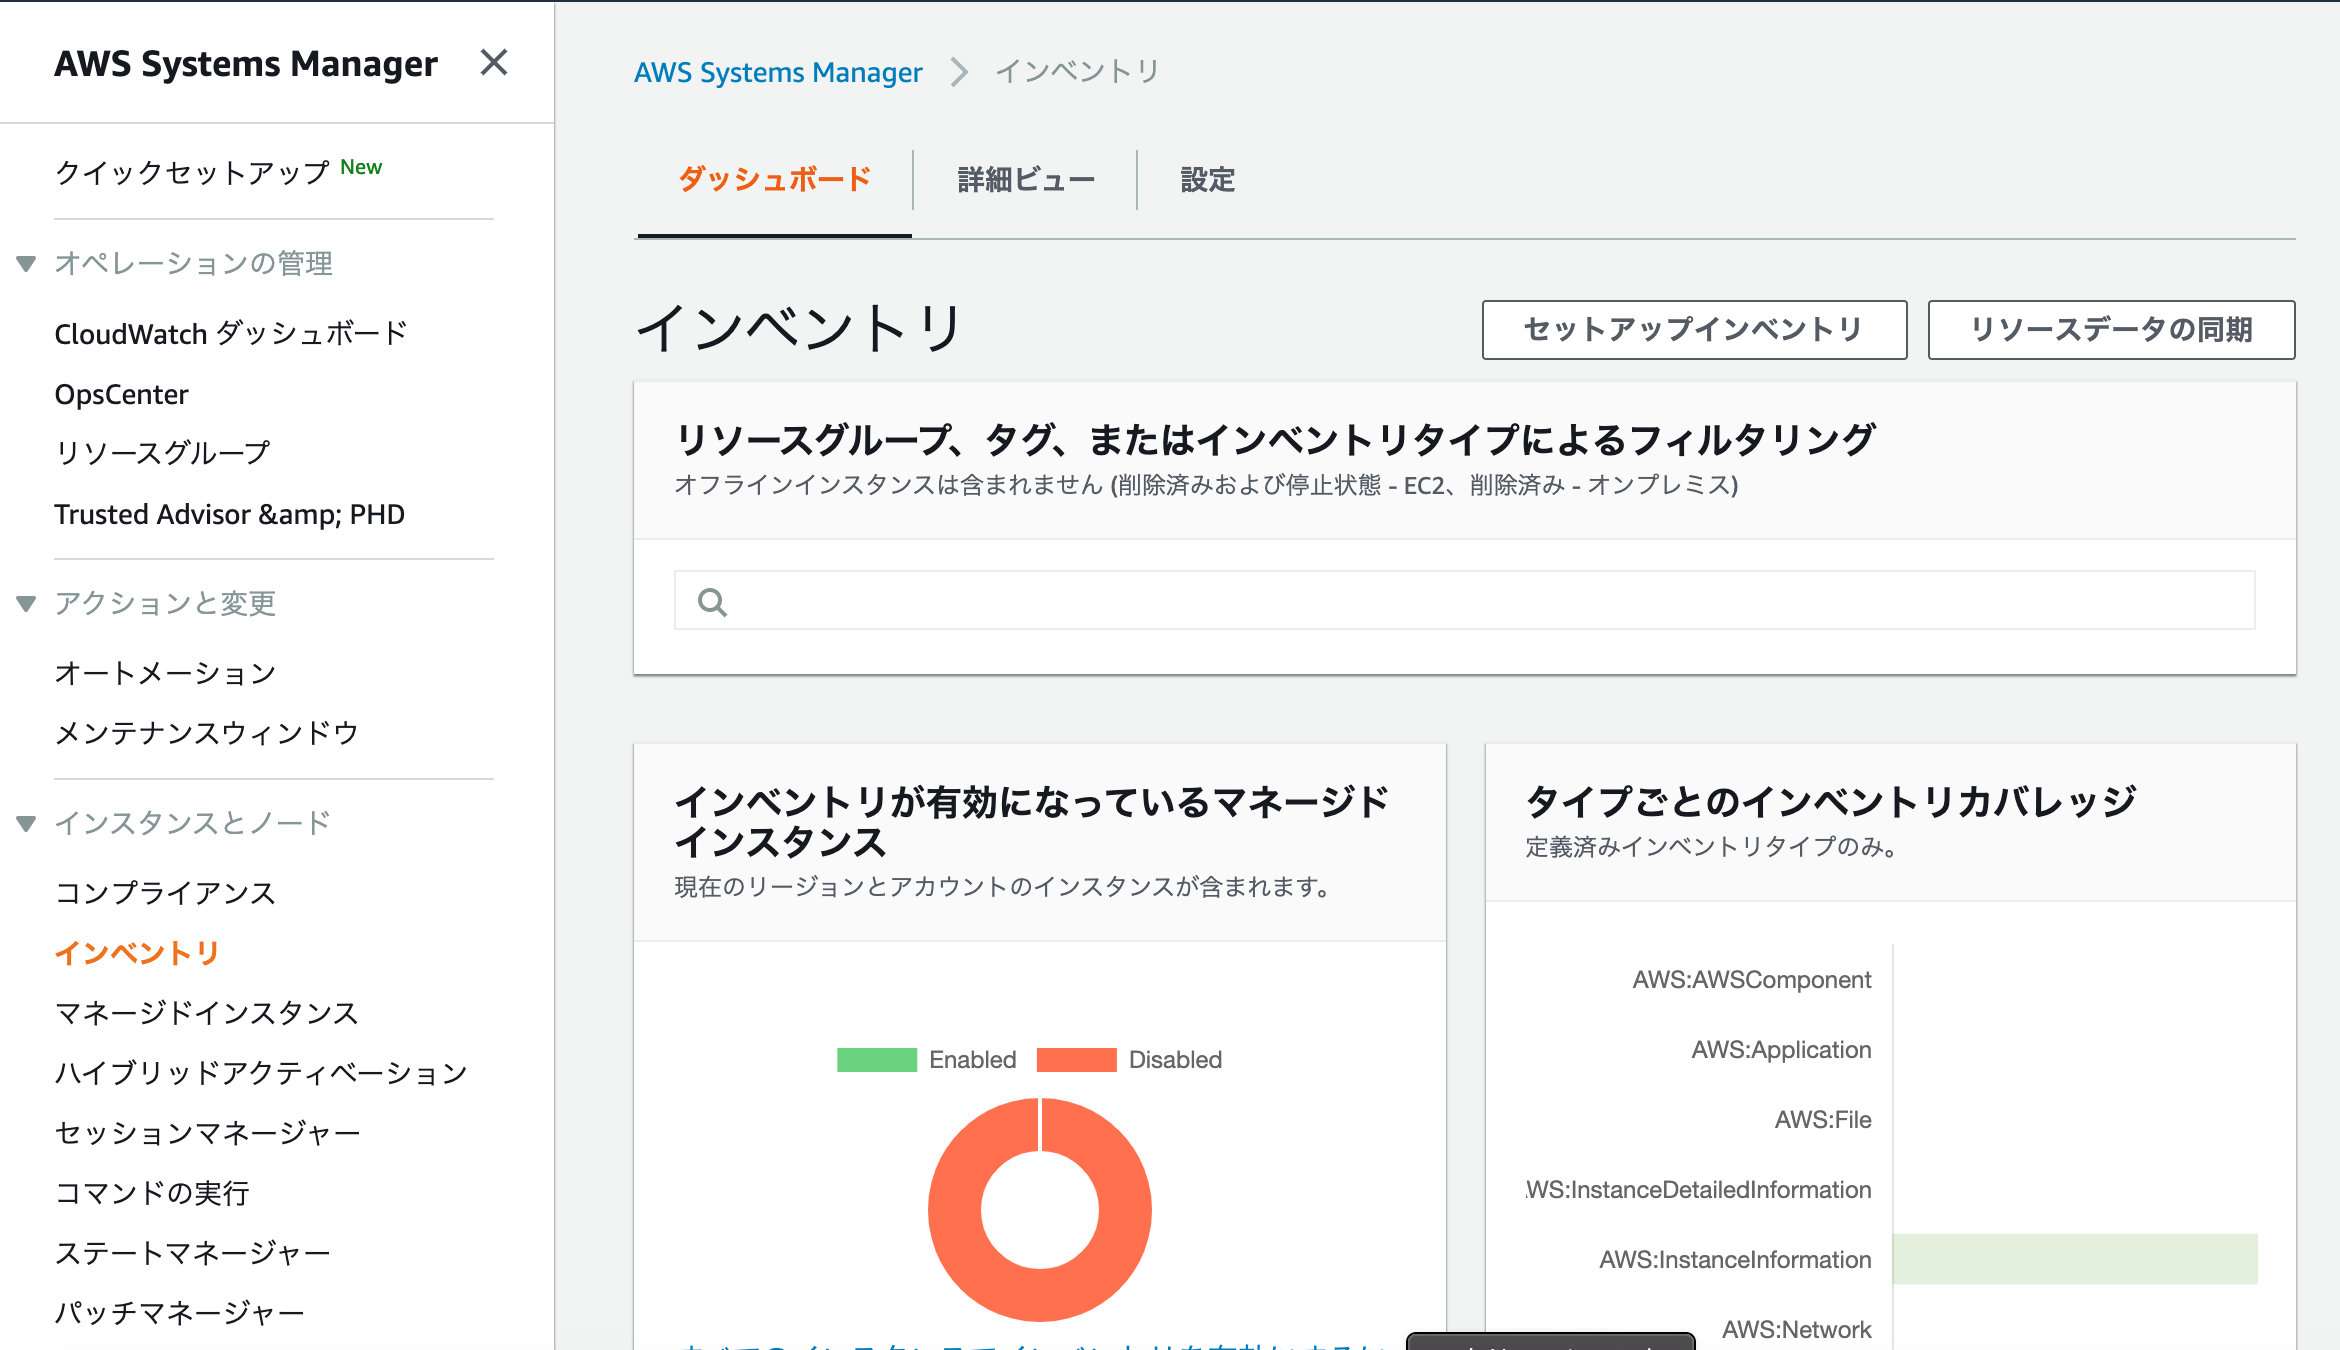 AWS Systems Manager
クイックセットアップ New
オペレーションの管理
CloudWatch ダッシュボード
OpsCenter
リソースグループ
Trusted Advisor &amp; PHD
アクションと変更
オートメーション
メンテナンスウィンドウ
インスタンスとノード
コンプライアンス
インベントリ
マネージドインスタンス
ハイブリッドアクティベーション
セッションマネージャー
コマンドの実行
ステートマネージャー
パッチマネージャー
AWS Systems Manager インベントリ
ダッシュボード 詳細ビュー 設定
インベントリ
セットアップインベントリ リソースデータの同期
リソースグループ、タグ、またはインベントリタイプによるフィルタリング
オフラインインスタンスは含まれません (削除済みおよび停止状態 - EC2、削除済み - オンプレミス)
インベントリが有効になっているマネージド
インスタンス
現在のリージョンとアカウントのインスタンスが含まれます。
Enabled Disabled
タイプごとのインベントリカバレッジ
定義済みインベントリタイプのみ。
AWS:AWSComponent
AWS:Application
AWS:File
WS:InstanceDetailedInformation
AWS:InstanceInformation
AWS:Network